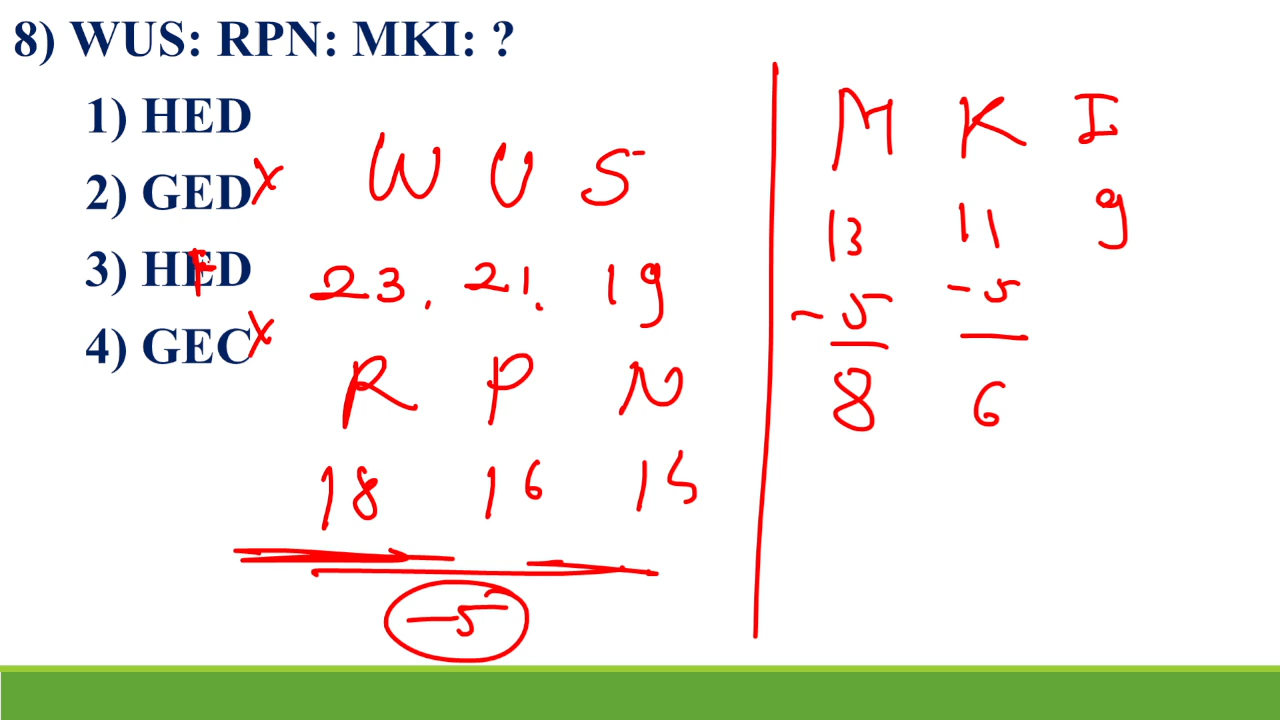 8) WUS: RPN: MKI: ?
1) HED
2) GED X
3) HED F
4) GEC X
W U S
23. 21. 19
R P N
18 16 15
-5
M K I
13 11 9
-5 -5
8 6